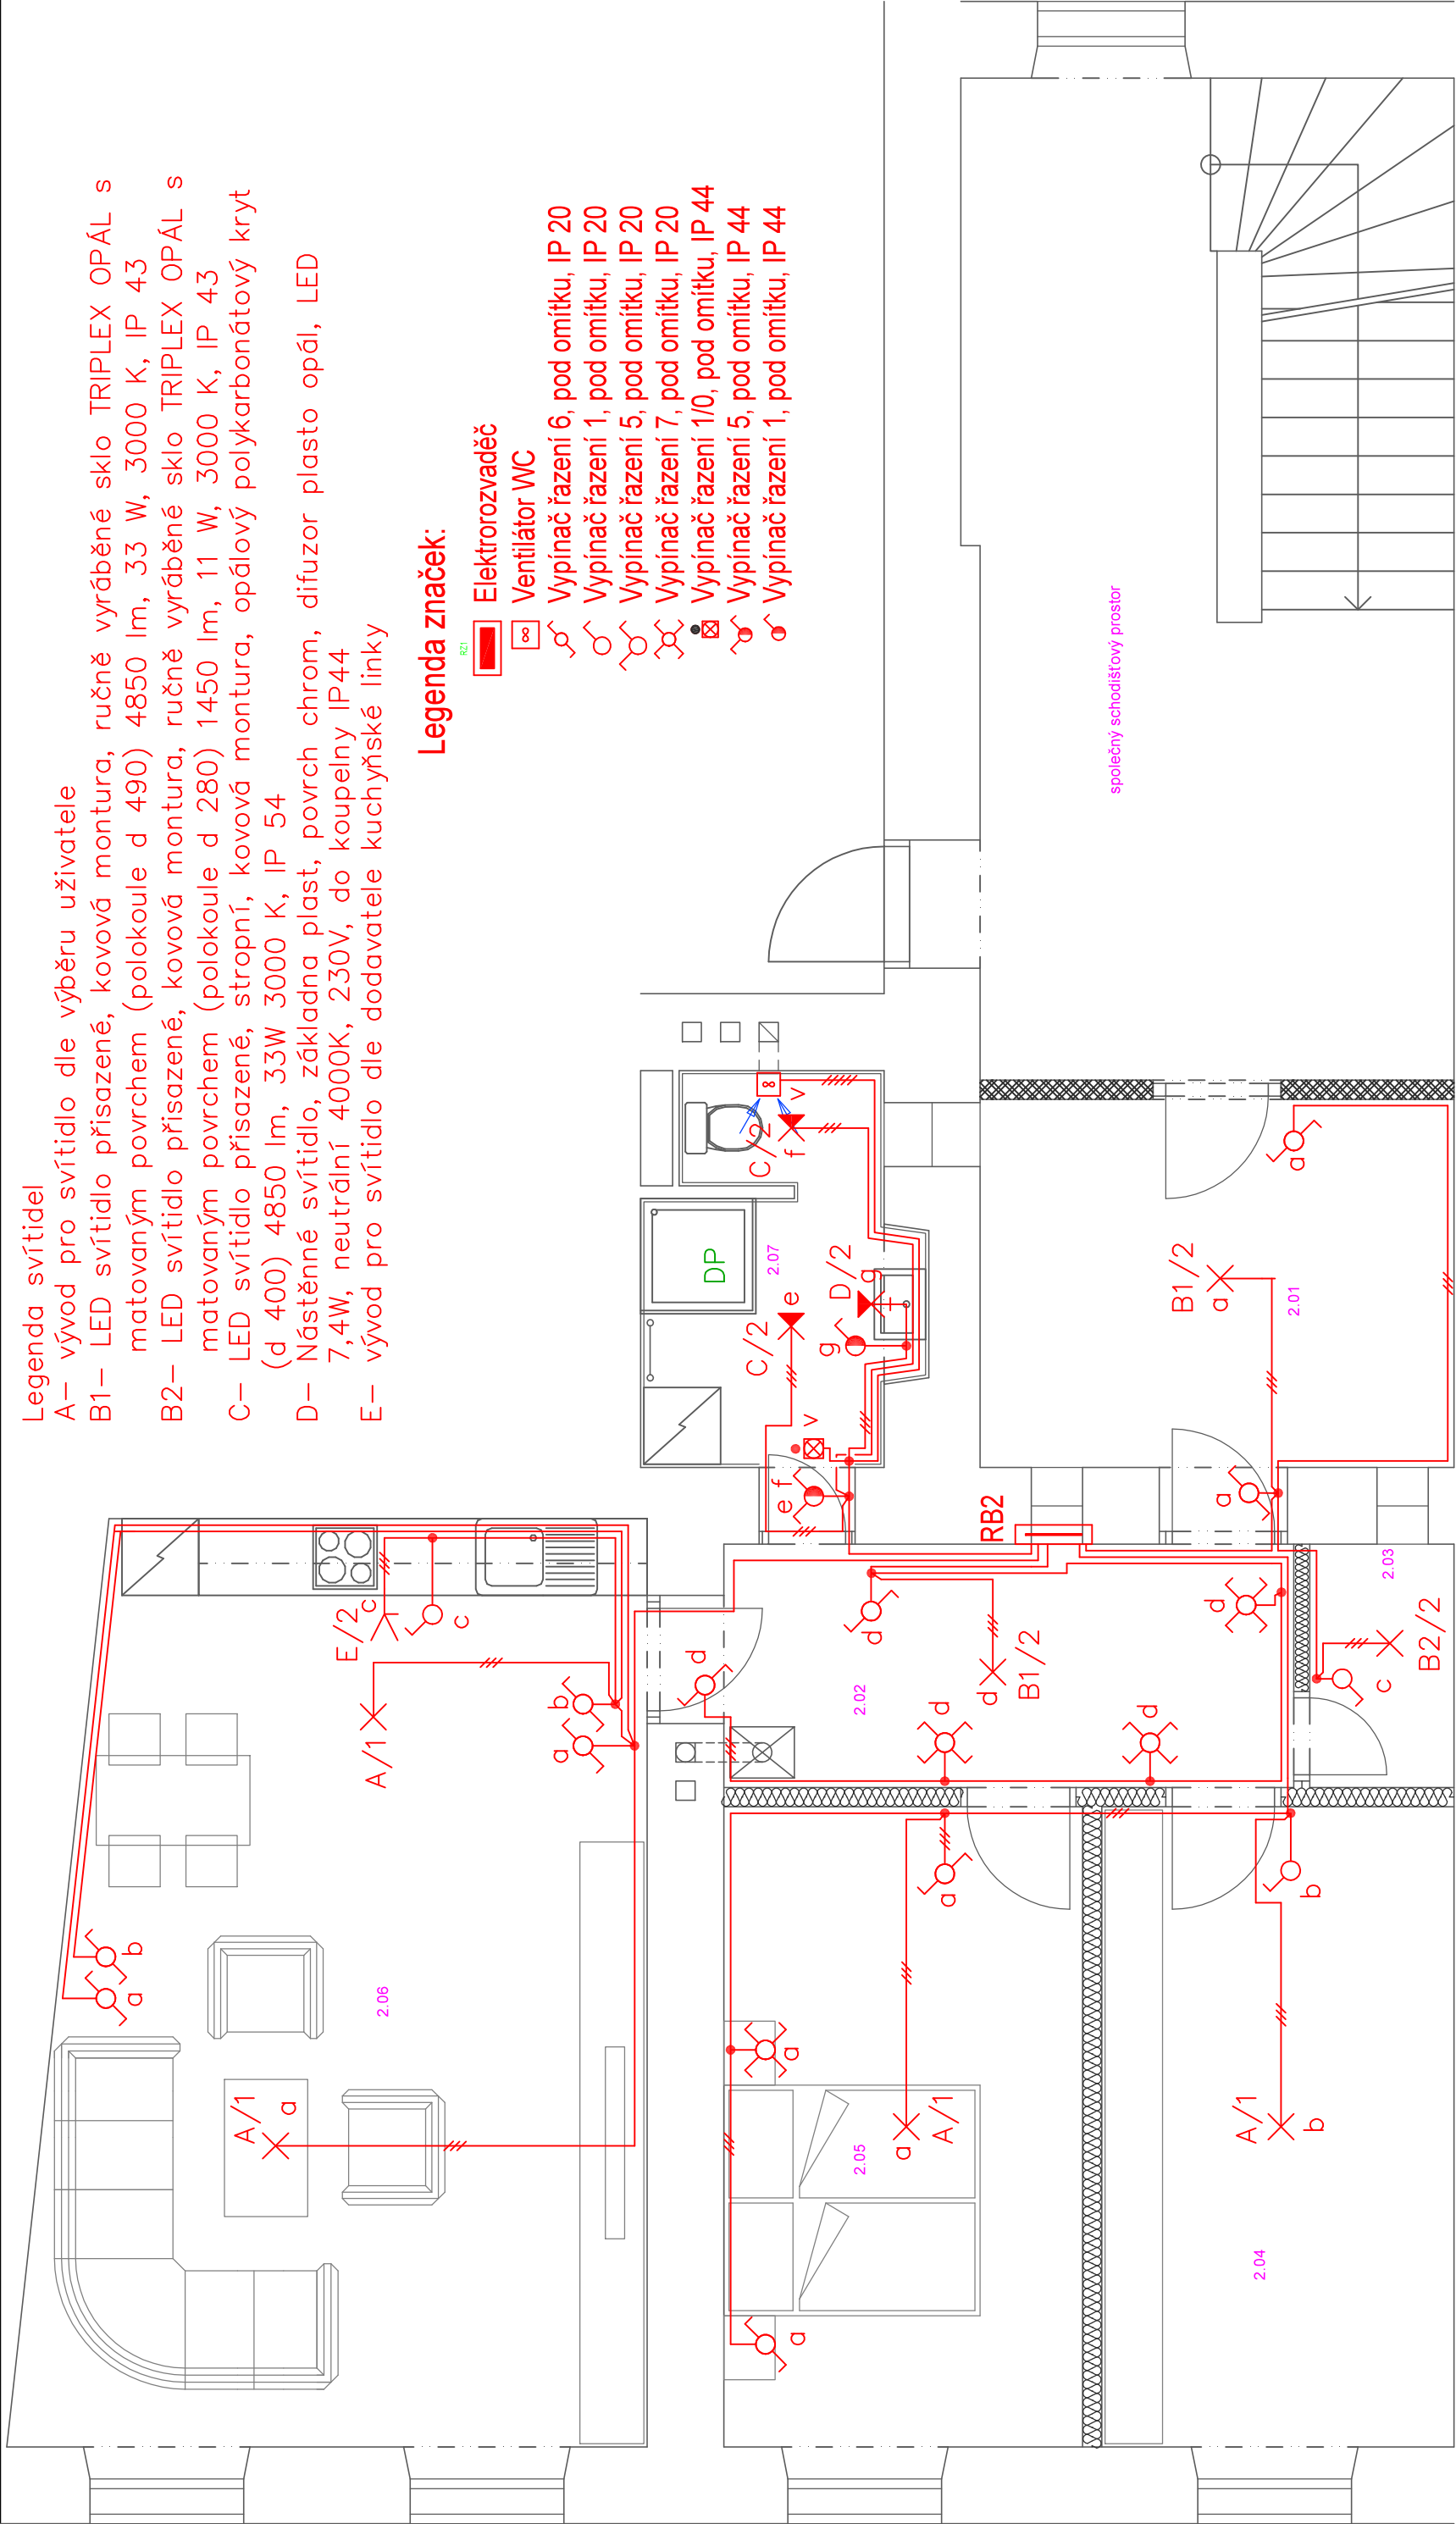 Legenda svítidel
A– vývod pro svítidlo dle výběru uživatele
B1– LED svítidlo přisazené, kovová montura, ručně vyráběné sklo TRIPLEX OPÁL s
matovaným povrchem (polokoule d 490) 4850 lm, 33 W, 3000 K, IP 43
B2– LED svítidlo přisazené, kovová montura, ručně vyráběné sklo TRIPLEX OPÁL s
matovaným povrchem (polokoule d 280) 1450 lm, 11 W, 3000 K, IP 43
C– LED svítidlo přisazené, stropní, kovová montura, opálový polykarbonátový kryt
(d 400) 4850 lm, 33W 3000 K, IP 54
D– Nástěnné svítidlo, základna plast, povrch chrom, difuzor plasto opál, LED
7,4W, neutrální 4000K, 230V, do koupelny IP44
E– vývod pro svítidlo dle dodavatele kuchyňské linky
Legenda značek:
RZ1
Elektrorozvaděč
Ventilátor WC
Vypínač řazení 6, pod omítku, IP 20
Vypínač řazení 1, pod omítku, IP 20
Vypínač řazení 5, pod omítku, IP 20
Vypínač řazení 7, pod omítku, IP 20
Vypínač řazení 1/0, pod omítku, IP 44
Vypínač řazení 5, pod omítku, IP 44
Vypínač řazení 1, pod omítku, IP 44
a
b
2.06
A/1
a
A/1
E/2
c
c
b
a
d
DP
2.07
C/2
e
C/2
f
v
D/2
g
g
v
e f
RB2
společný schodišťový prostor
2.01
B1/2
a
a
a
2.02
d
d
B1/2
d
d
d
2.03
B2/2
c
2.05
a
A/1
a
a
a
2.04
A/1
b
b